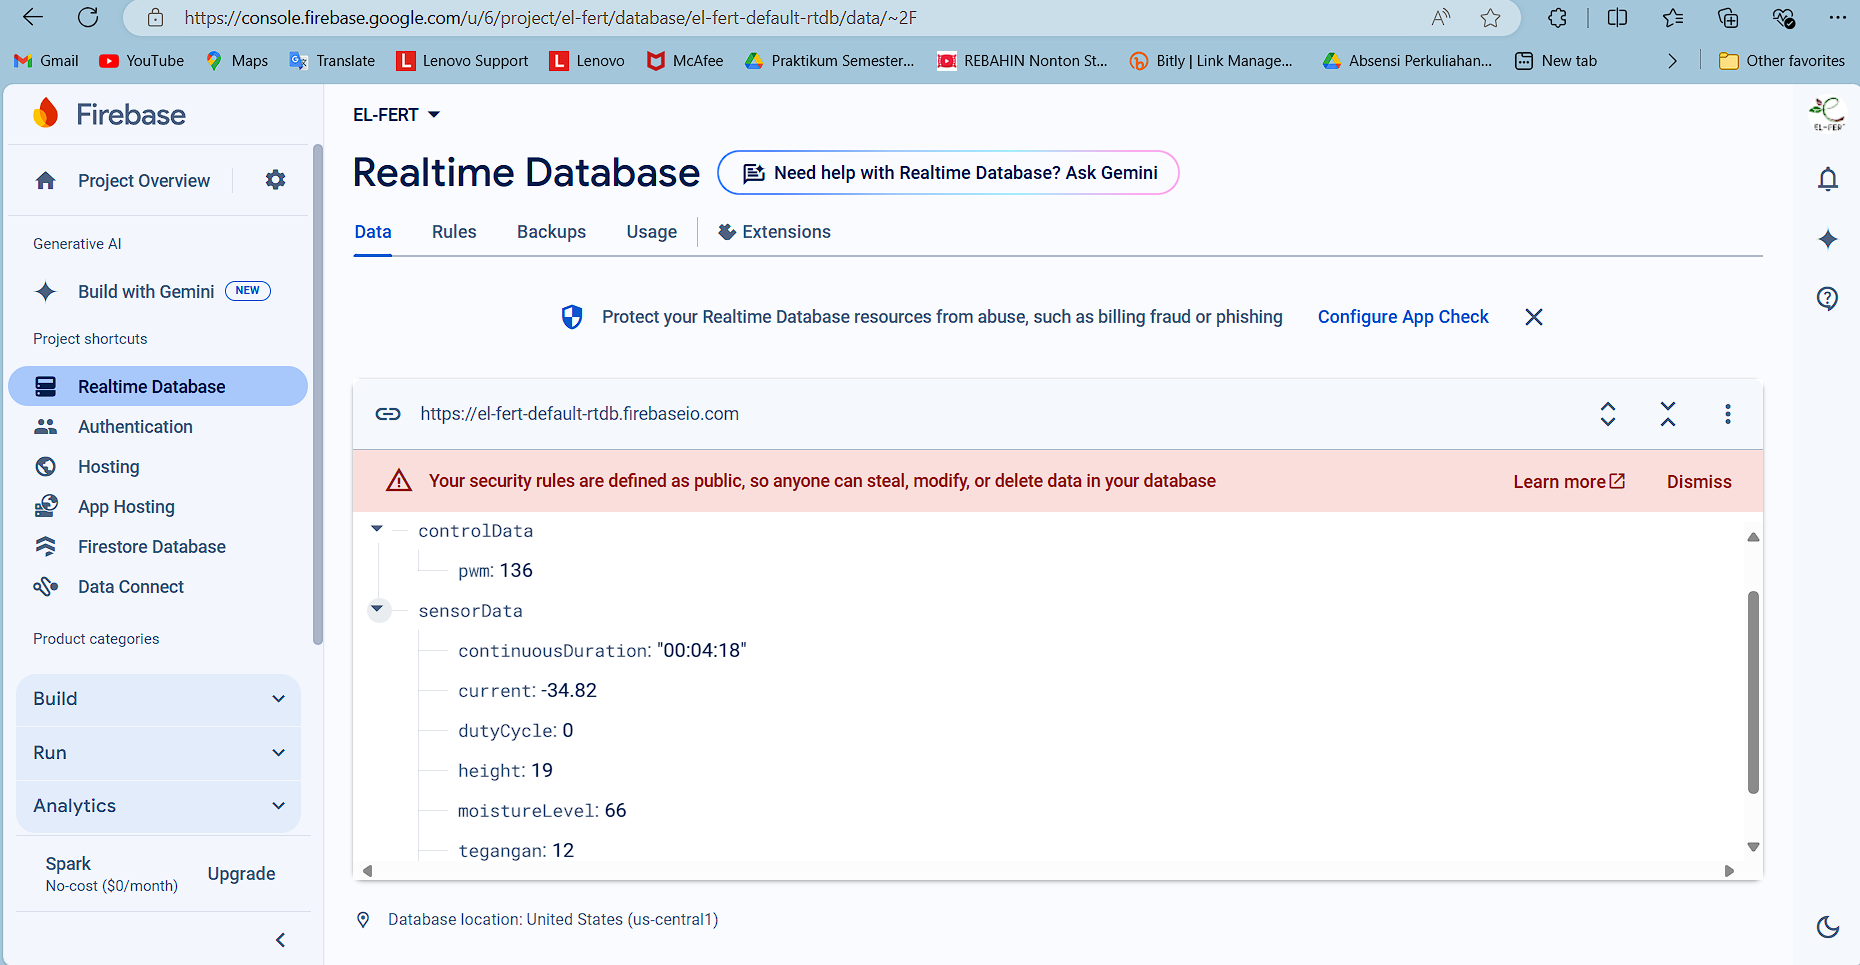 https://console.firebase.google.com/u/6/project/el-fert/database/el-fert-default-rtdb/data/~2F
Gmail YouTube Maps Translate Lenovo Support Lenovo McAfee Praktikum Semester... REBAHIN Nonton St... Bitly | Link Manage... Absensi Perkuliahan... New tab Other favorites
Firebase
Project Overview
Generative AI
Build with Gemini NEW
Project shortcuts
Realtime Database
Authentication
Hosting
App Hosting
Firestore Database
Data Connect
Product categories
Build
Run
Analytics
Spark
No-cost ($0/month)
Upgrade
EL-FERT
Realtime Database
Need help with Realtime Database? Ask Gemini
Data Rules Backups Usage Extensions
Protect your Realtime Database resources from abuse, such as billing fraud or phishing Configure App Check
https://el-fert-default-rtdb.firebaseio.com
Your security rules are defined as public, so anyone can steal, modify, or delete data in your database Learn more Dismiss
controlData
pwm: 136
sensorData
continuousDuration: "00:04:18"
current: -34.82
dutyCycle: 0
height: 19
moistureLevel: 66
tegangan: 12
Database location: United States (us-central1)
EL-FERT